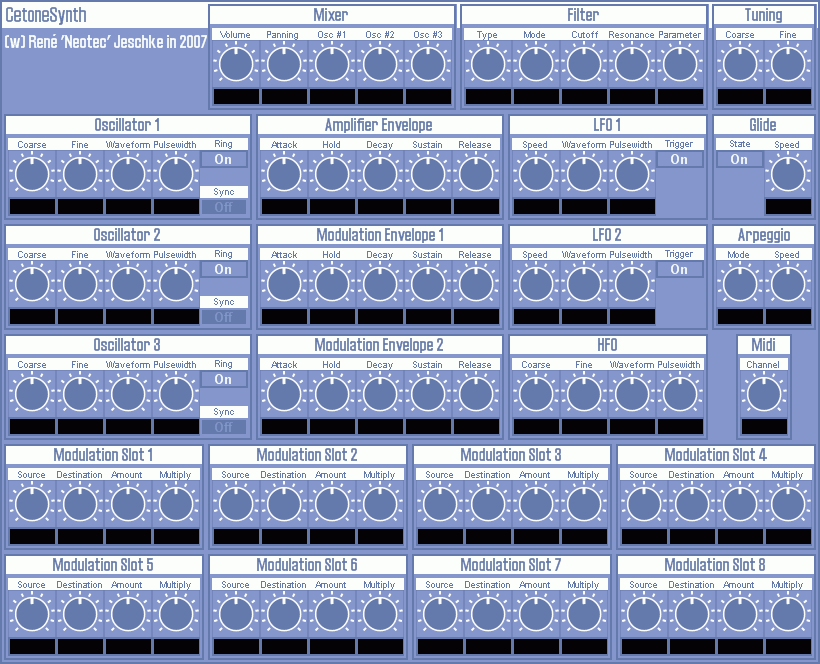 CetoneSynth
(w) René 'Neotec' Jeschke in 2007
Mixer
Volume Panning Osc #1 Osc #2 Osc #3
Filter
Type Mode Cutoff Resonance Parameter
Tuning
Coarse Fine
Oscillator 1
Coarse Fine Waveform Pulsewidth Ring
On
Sync
Off
Amplifier Envelope
Attack Hold Decay Sustain Release
LFO 1
Speed Waveform Pulsewidth Trigger
On
Glide
State Speed
On
Oscillator 2
Coarse Fine Waveform Pulsewidth Ring
On
Sync
Off
Modulation Envelope 1
Attack Hold Decay Sustain Release
LFO 2
Speed Waveform Pulsewidth Trigger
On
Arpeggio
Mode Speed
Oscillator 3
Coarse Fine Waveform Pulsewidth Ring
On
Sync
Off
Modulation Envelope 2
Attack Hold Decay Sustain Release
HFO
Coarse Fine Waveform Pulsewidth
Midi
Channel
Modulation Slot 1
Source Destination Amount Multiply
Modulation Slot 2
Source Destination Amount Multiply
Modulation Slot 3
Source Destination Amount Multiply
Modulation Slot 4
Source Destination Amount Multiply
Modulation Slot 5
Source Destination Amount Multiply
Modulation Slot 6
Source Destination Amount Multiply
Modulation Slot 7
Source Destination Amount Multiply
Modulation Slot 8
Source Destination Amount Multiply